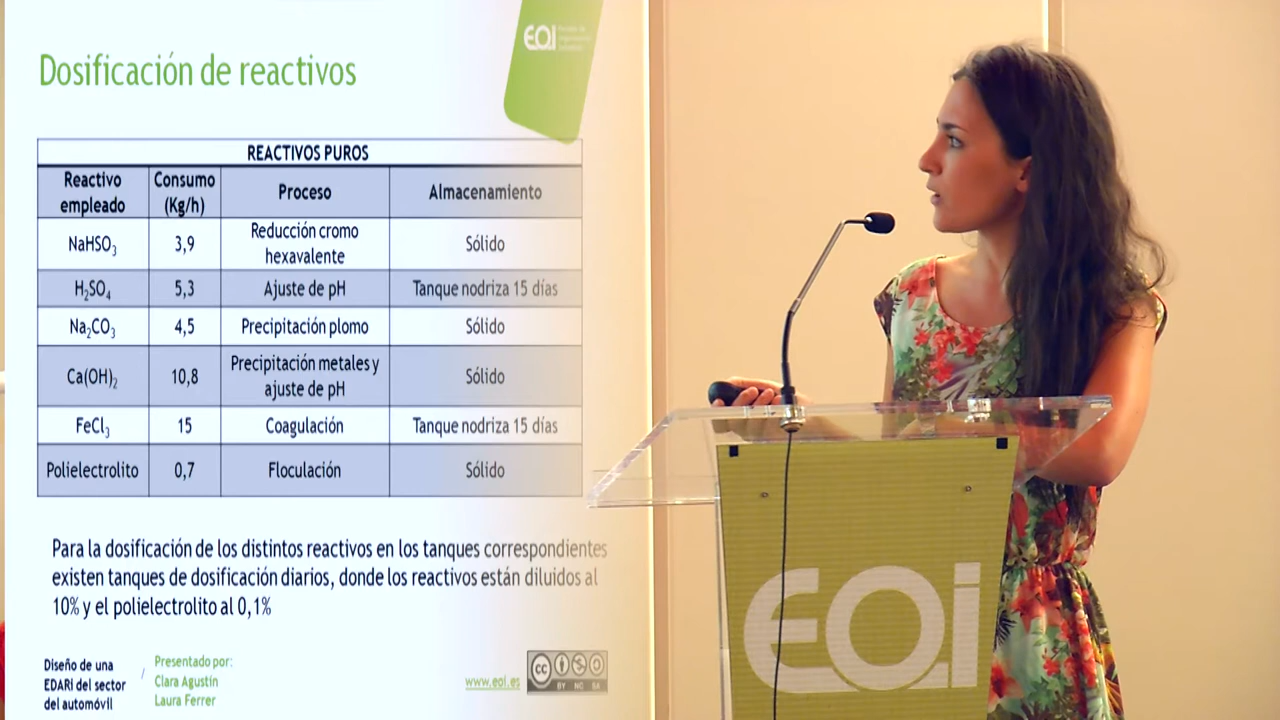 EOI
Dosificación de reactivos
REACTIVOS PUROS
Reactivo empleado
Consumo (Kg/h)
Proceso
Almacenamiento
NaHSO₃
3,9
Reducción cromo hexavalente
Sólido
H₂SO₄
5,3
Ajuste de pH
Tanque nodriza 15 días
Na₂CO₃
4,5
Precipitación plomo
Sólido
Ca(OH)₂
10,8
Precipitación metales y ajuste de pH
Sólido
FeCl₃
15
Coagulación
Tanque nodriza 15 días
Polielectrolito
0,7
Floculación
Sólido
Para la dosificación de los distintos reactivos en los tanques correspondientes
existen tanques de dosificación diarios, donde los reactivos están diluidos al
10% y el polielectrolito al 0,1%
Diseño de una
EDARi del sector
del automóvil
/
Presentado por:
Clara Agustín
Laura Ferrer
www.eoi.es
CC
BY NC SA
EOi